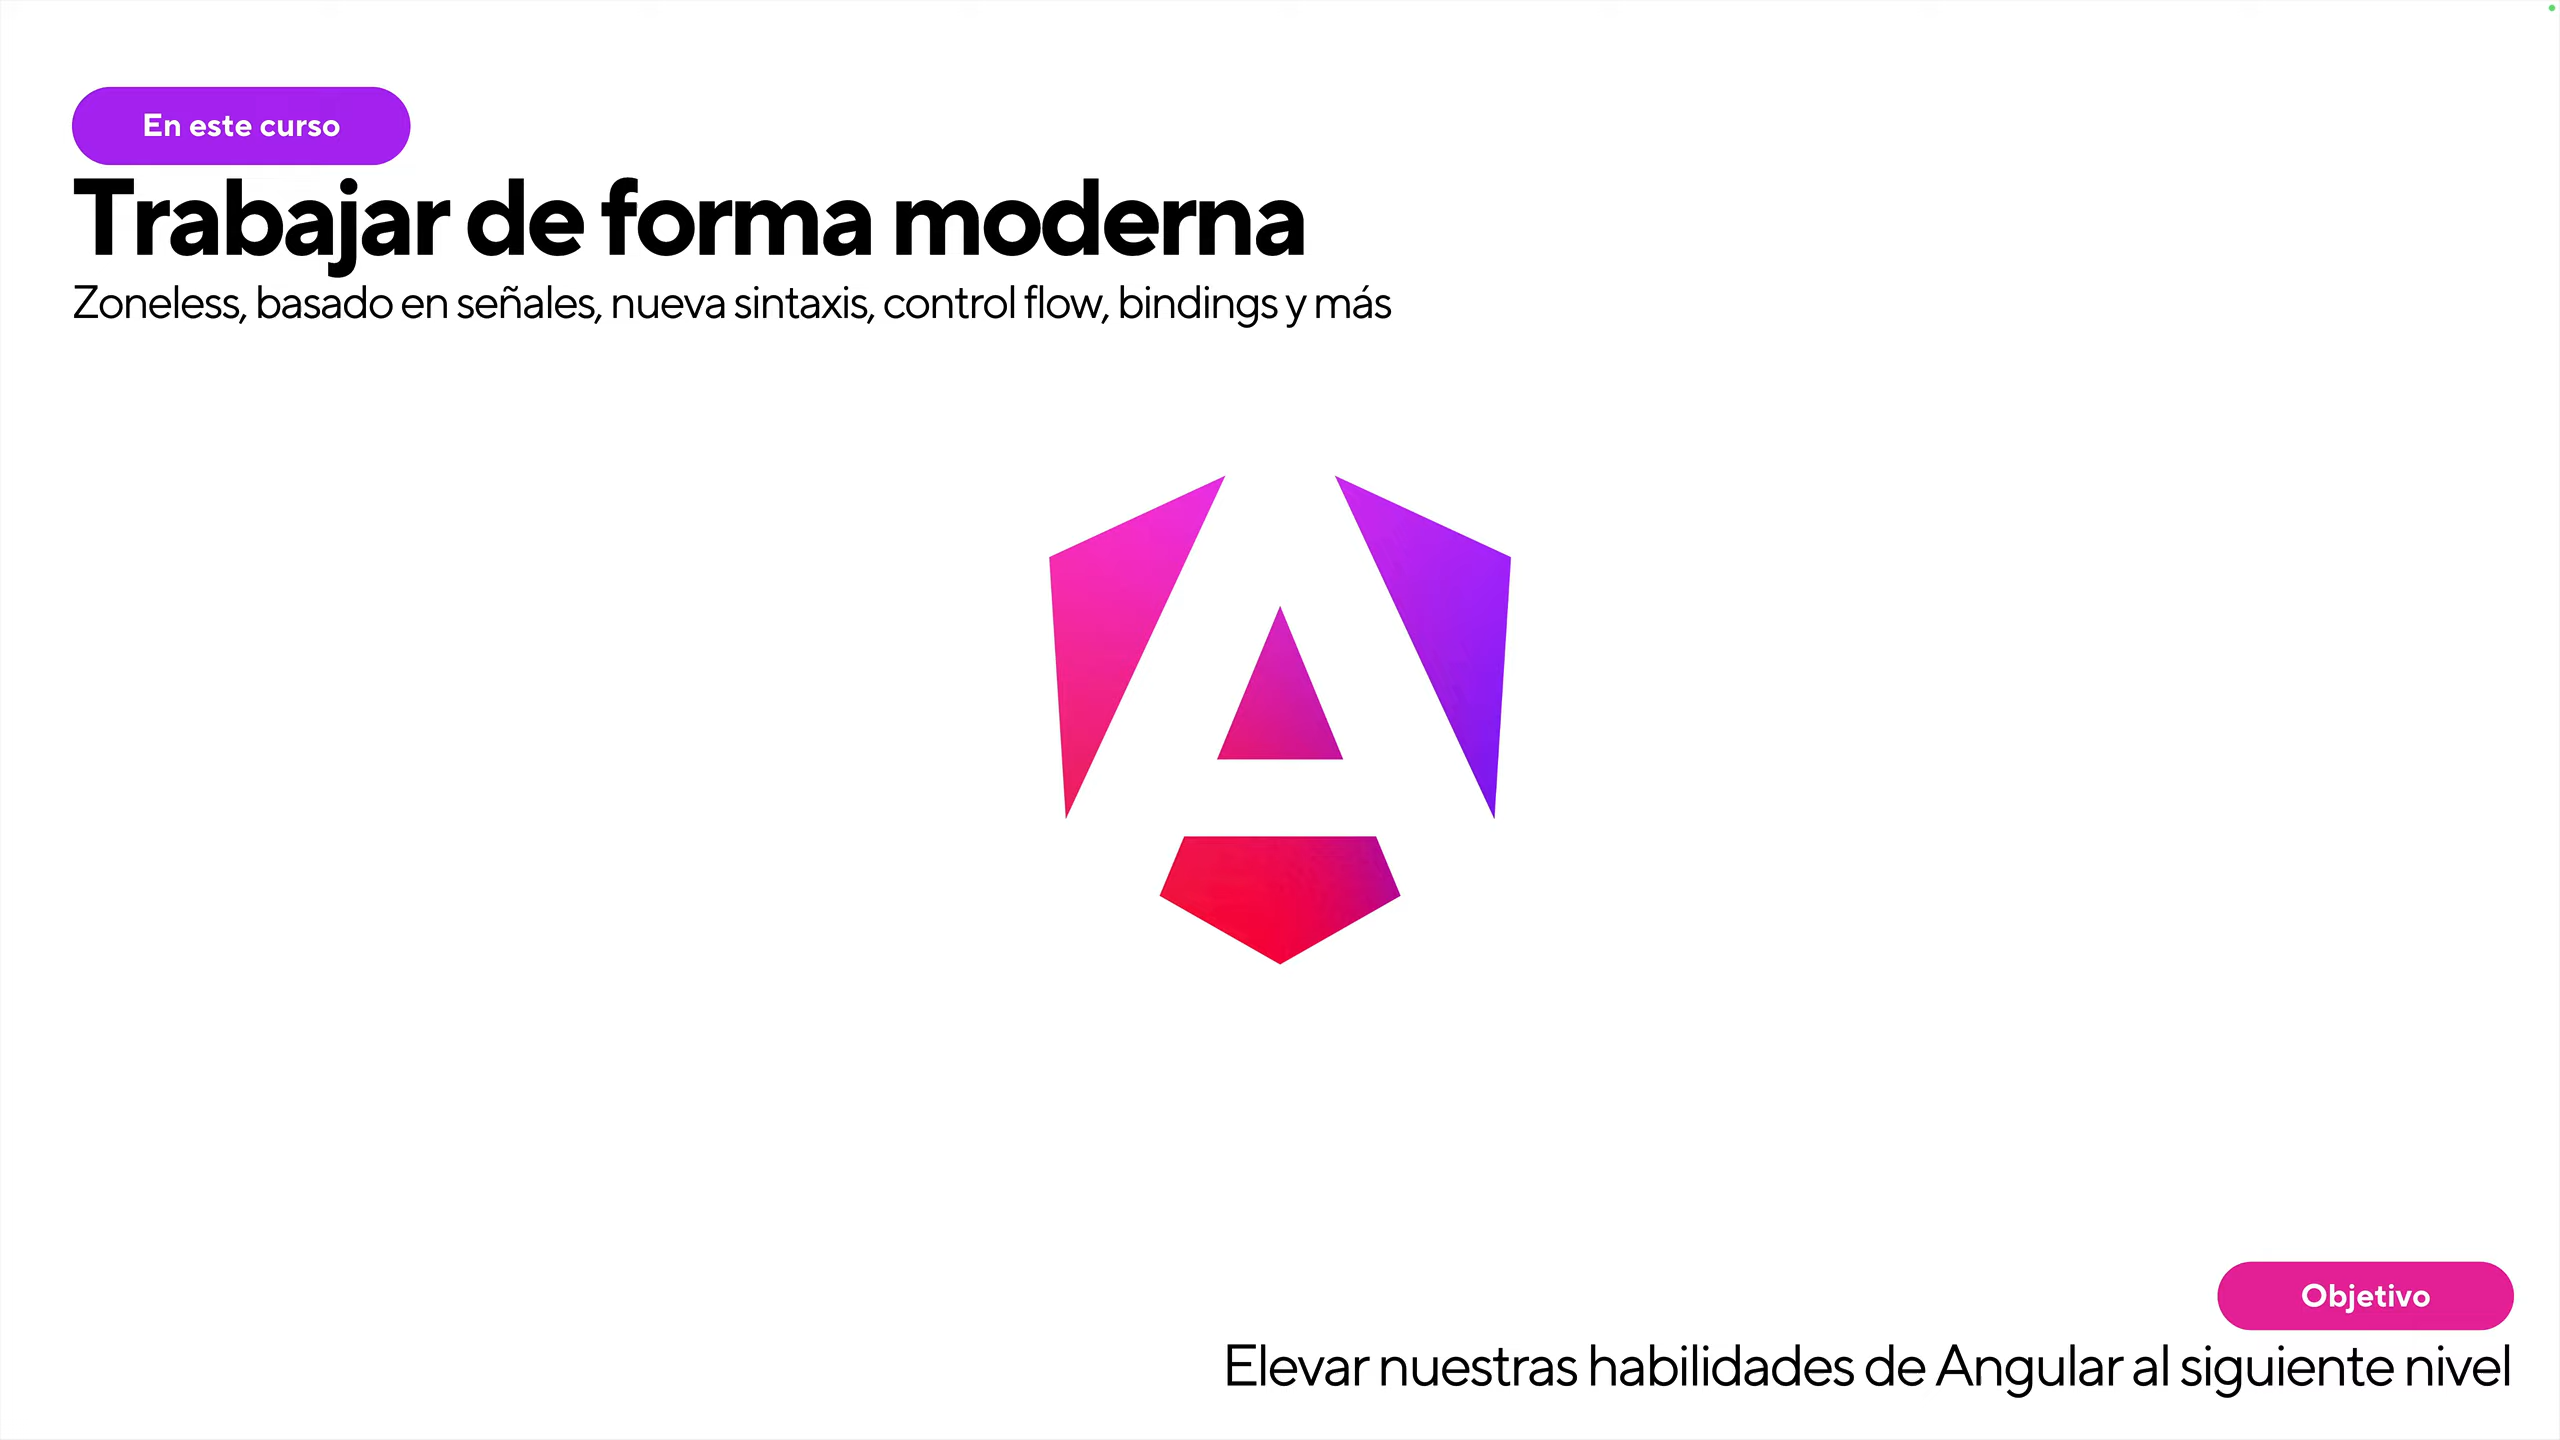 En este curso
Trabajar de forma moderna
Zoneless, basado en señales, nueva sintaxis, control flow, bindings y más
Objetivo
Elevar nuestras habilidades de Angular al siguiente nivel